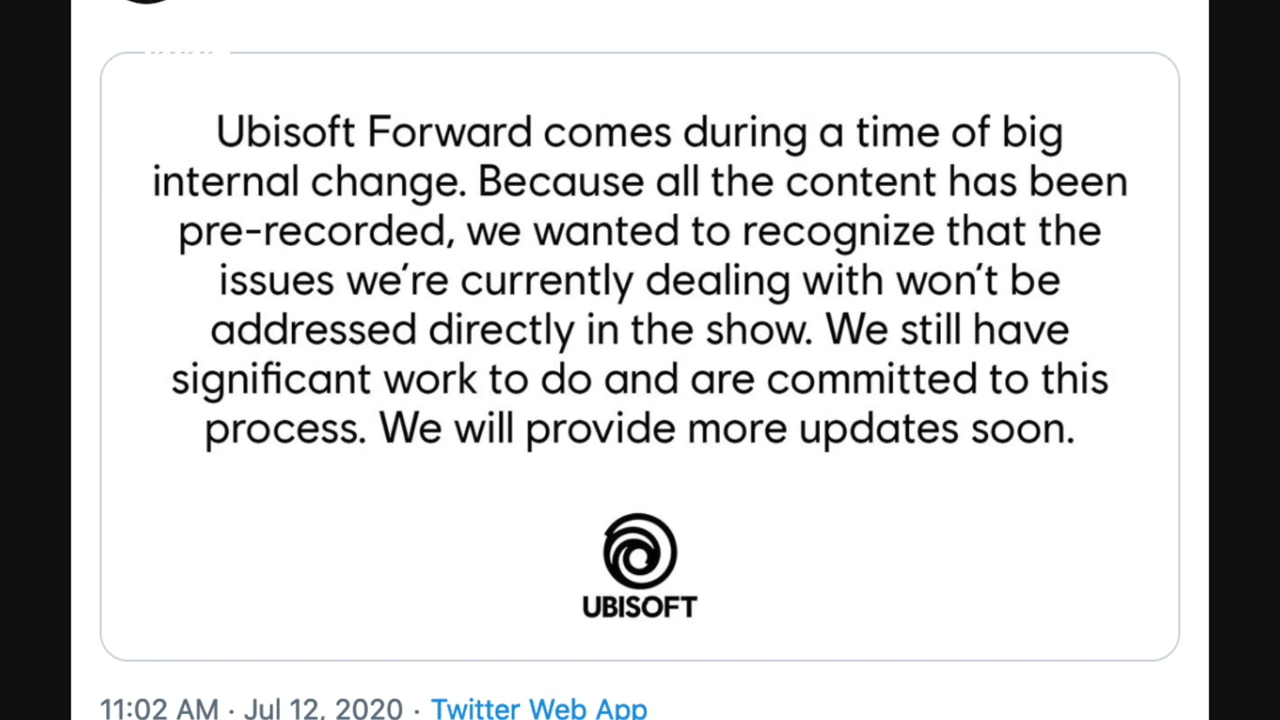 Ubisoft Forward comes during a time of big
internal change. Because all the content has been
pre-recorded, we wanted to recognize that the
issues we're currently dealing with won't be
addressed directly in the show. We still have
significant work to do and are committed to this
process. We will provide more updates soon.
UBISOFT
11:02 AM · Jul 12, 2020 · Twitter Web App